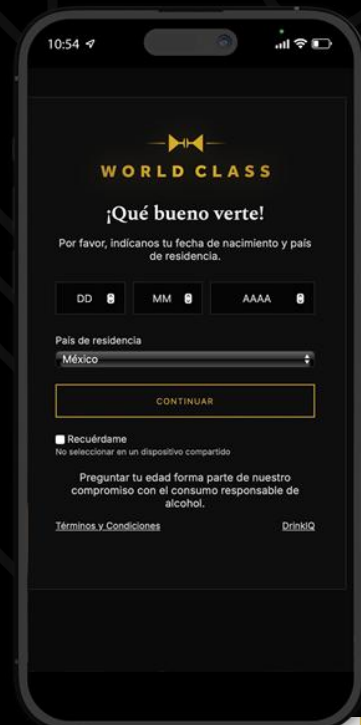 10:54
WORLD CLASS
¡Qué bueno verte!
Por favor, indícanos tu fecha de nacimiento y país
de residencia.
DD MM AAAA
País de residencia
México
CONTINUAR
Recuérdame
No seleccionar en un dispositivo compartido
Preguntar tu edad forma parte de nuestro
compromiso con el consumo responsable de
alcohol.
Términos y Condiciones DrinkIQ